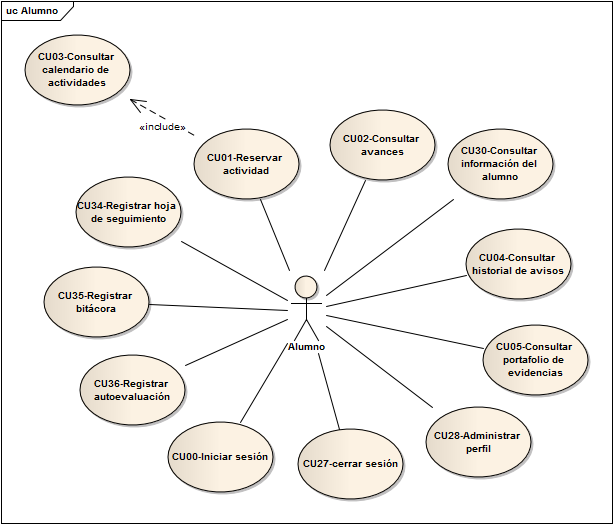 uc Alumno
CU03-Consultar
calendario de
actividades
«include»
CU01-Reservar
actividad
CU02-Consultar
avances
CU30-Consultar
información del
alumno
CU34-Registrar hoja
de seguimiento
CU04-Consultar
historial de avisos
CU35-Registrar
bitácora
Alumno
CU05-Consultar
portafolio de
evidencias
CU36-Registrar
autoevaluación
CU28-Administrar
perfil
CU00-Iniciar sesión
CU27-cerrar sesión